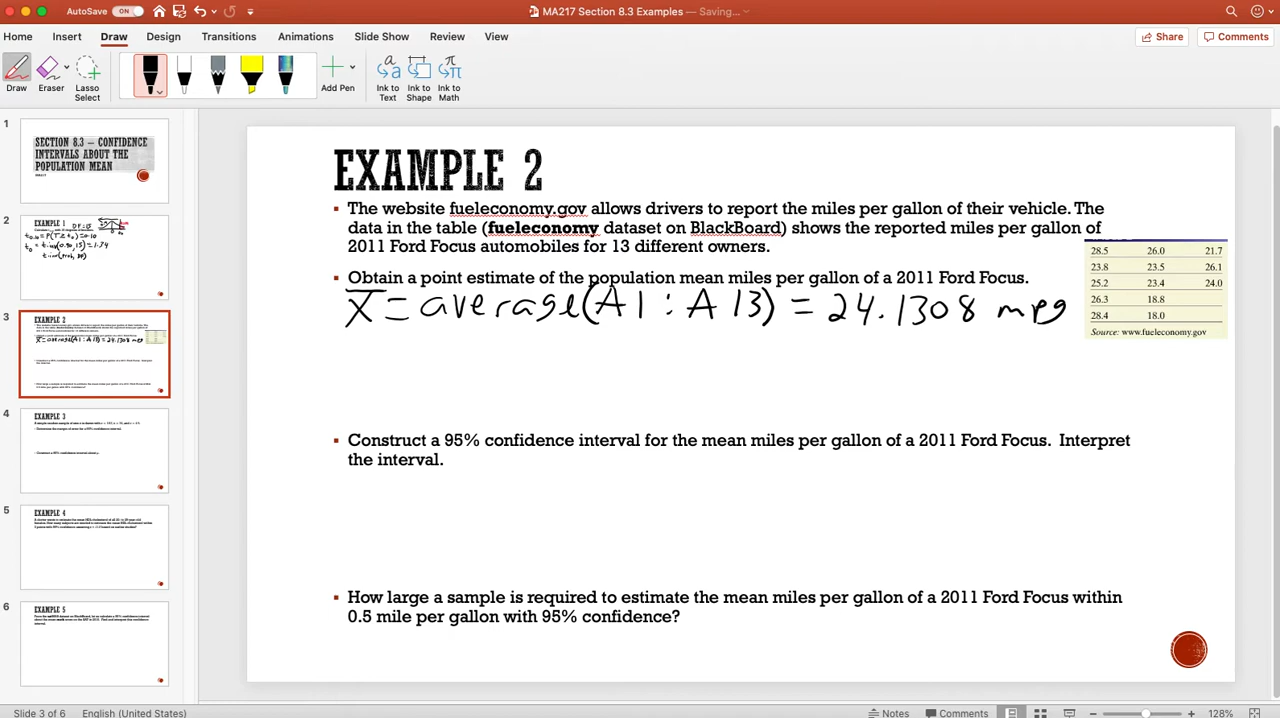 AutoSave ON MA217 Section 8.3 Examples — Saving...
Home Insert Draw Design Transitions Animations Slide Show Review View Share Comments
Draw Eraser Lasso Select Add Pen Ink to Text Ink to Shape Ink to Math
1
SECTION 8.3 – CONFIDENCE
INTERVALS ABOUT THE
POPULATION MEAN
2
EXAMPLE 1
3
EXAMPLE 2
4
EXAMPLE 3
5
EXAMPLE 4
6
EXAMPLE 5
EXAMPLE 2
▪ The website fueleconomy.gov allows drivers to report the miles per gallon of their vehicle. The
data in the table (fueleconomy dataset on BlackBoard) shows the reported miles per gallon of
2011 Ford Focus automobiles for 13 different owners.
28.5 26.0 21.7
23.8 23.5 26.1
25.2 23.4 24.0
26.3 18.8
28.4 18.0
Source: www.fueleconomy.gov
▪ Obtain a point estimate of the population mean miles per gallon of a 2011 Ford Focus.
x̄ = average(A1:A13) = 24.1308 mpg
▪ Construct a 95% confidence interval for the mean miles per gallon of a 2011 Ford Focus. Interpret
the interval.
▪ How large a sample is required to estimate the mean miles per gallon of a 2011 Ford Focus within
0.5 mile per gallon with 95% confidence?
Slide 3 of 6 English (United States) Notes Comments 128%